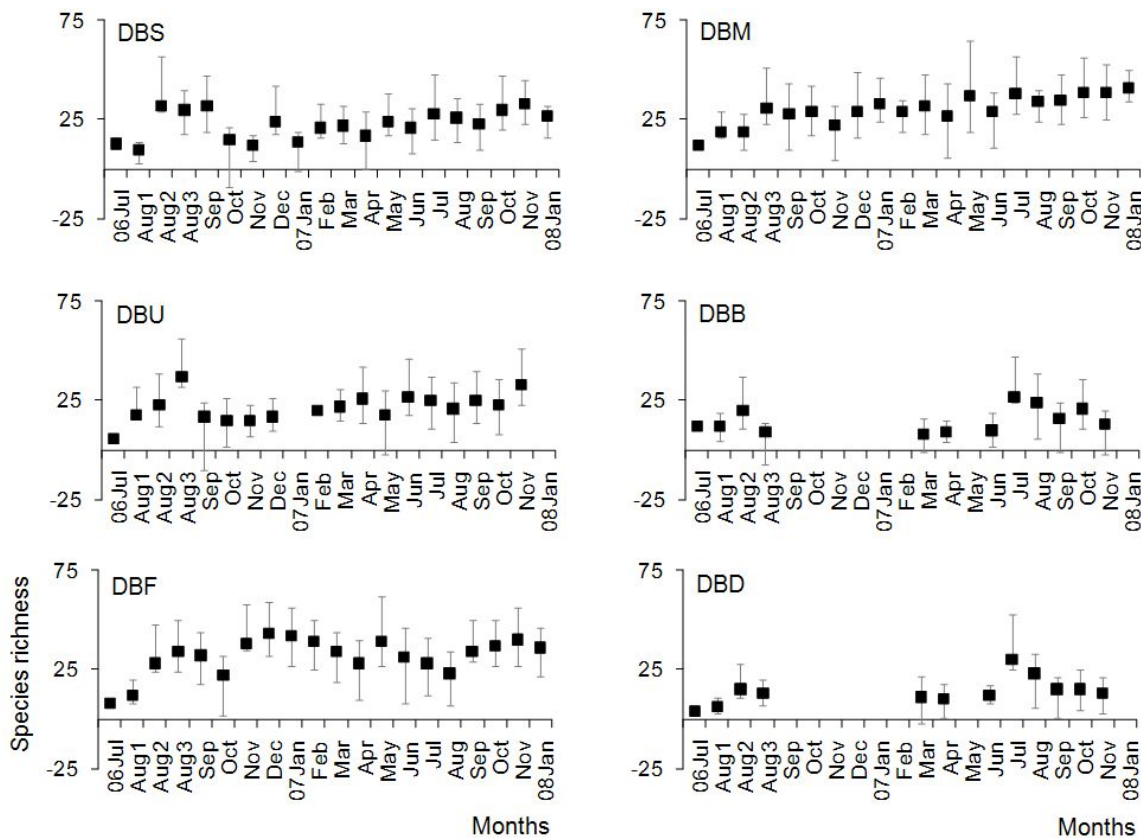 75
DBS
25
-25
06Jul Aug1 Aug2 Aug3 Sep Oct Nov Dec 07Jan Feb Mar Apr May Jun Jul Aug Sep Oct Nov 08Jan
75
DBM
25
-25
06Jul Aug1 Aug2 Aug3 Sep Oct Nov Dec 07Jan Feb Mar Apr May Jun Jul Aug Sep Oct Nov 08Jan
75
DBU
25
-25
06Jul Aug1 Aug2 Aug3 Sep Oct Nov Dec 07Jan Feb Mar Apr May Jun Jul Aug Sep Oct Nov 08Jan
75
DBB
25
-25
06Jul Aug1 Aug2 Aug3 Sep Oct Nov Dec 07Jan Feb Mar Apr May Jun Jul Aug Sep Oct Nov 08Jan
Species richness
75
DBF
25
-25
06Jul Aug1 Aug2 Aug3 Sep Oct Nov Dec 07Jan Feb Mar Apr May Jun Jul Aug Sep Oct Nov 08Jan
Months
75
DBD
25
-25
06Jul Aug1 Aug2 Aug3 Sep Oct Nov Dec 07Jan Feb Mar Apr May Jun Jul Aug Sep Oct Nov 08Jan
Months